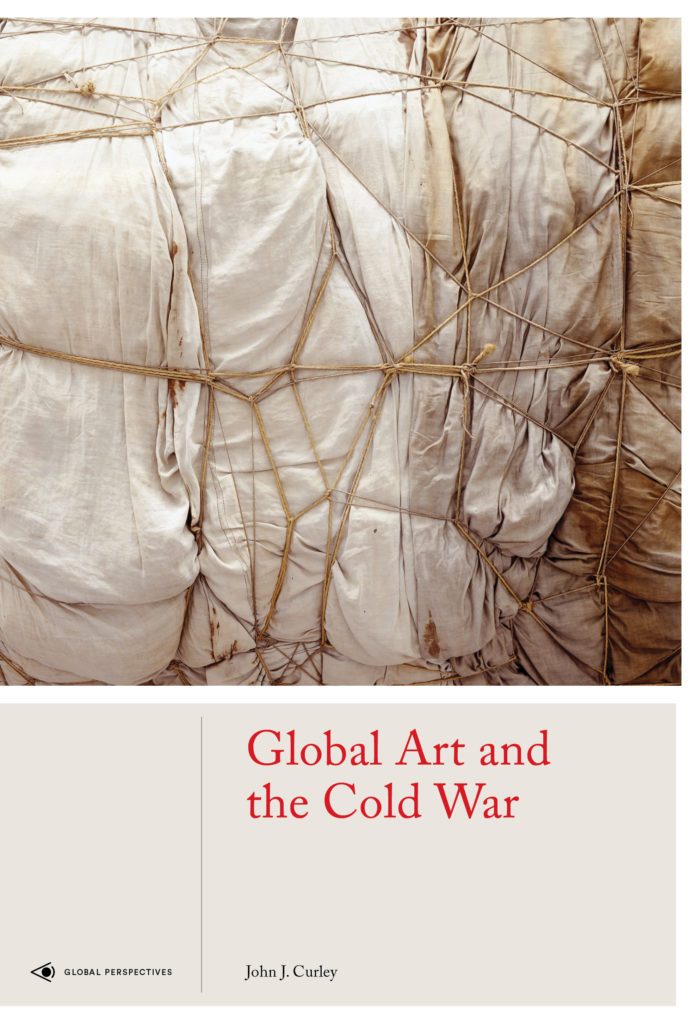 Global Art and
the Cold War
GLOBAL PERSPECTIVES
John J. Curley